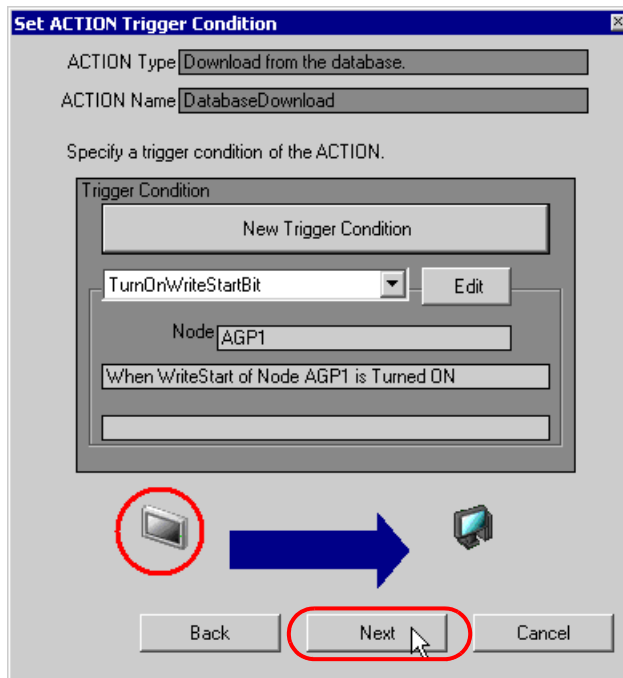 Set ACTION Trigger Condition
ACTION Type Download from the database.
ACTION Name DatabaseDownload
Specify a trigger condition of the ACTION.
Trigger Condition
New Trigger Condition
TurnOnWriteStartBit Edit
Node AGP1
When WriteStart of Node AGP1 is Turned ON
Back Next Cancel